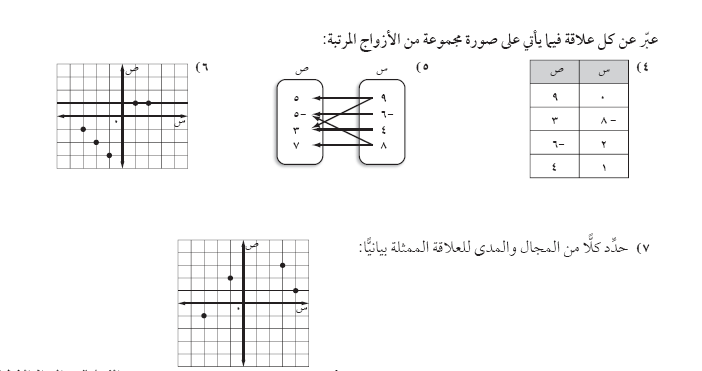 عبّر عن كل علاقة فيما يأتي على صورة مجموعة من الأزواج المرتبة:
٤)
س ص
٠ ٩
٨ – ٣
٢ ٦–
١ ٤
٥)
س ص
٩ ٥
٦– ٥–
٤ ٣
٨ ٧
٦)
ص
س
٠
٧) حدِّد كلًّا من المجال والمدى للعلاقة الممثلة بيانيًّا:
ص
س
٠